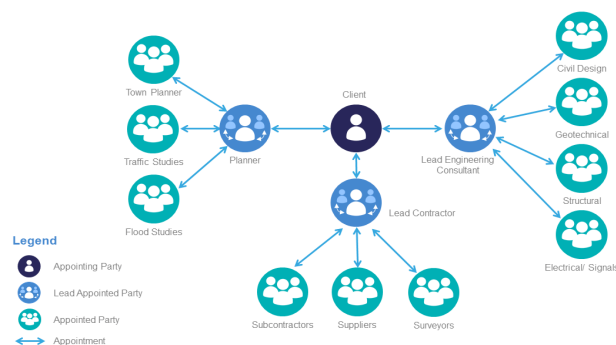 Civil Design
Town Planner
Client
Geotechnical
Traffic Studies
Planner
Lead Engineering
Consultant
Structural
Lead Contractor
Flood Studies
Legend
Appointing Party
Electrical/ Signals
Lead Appointed Party
Subcontractors
Suppliers
Surveyors
Appointed Party
Appointment